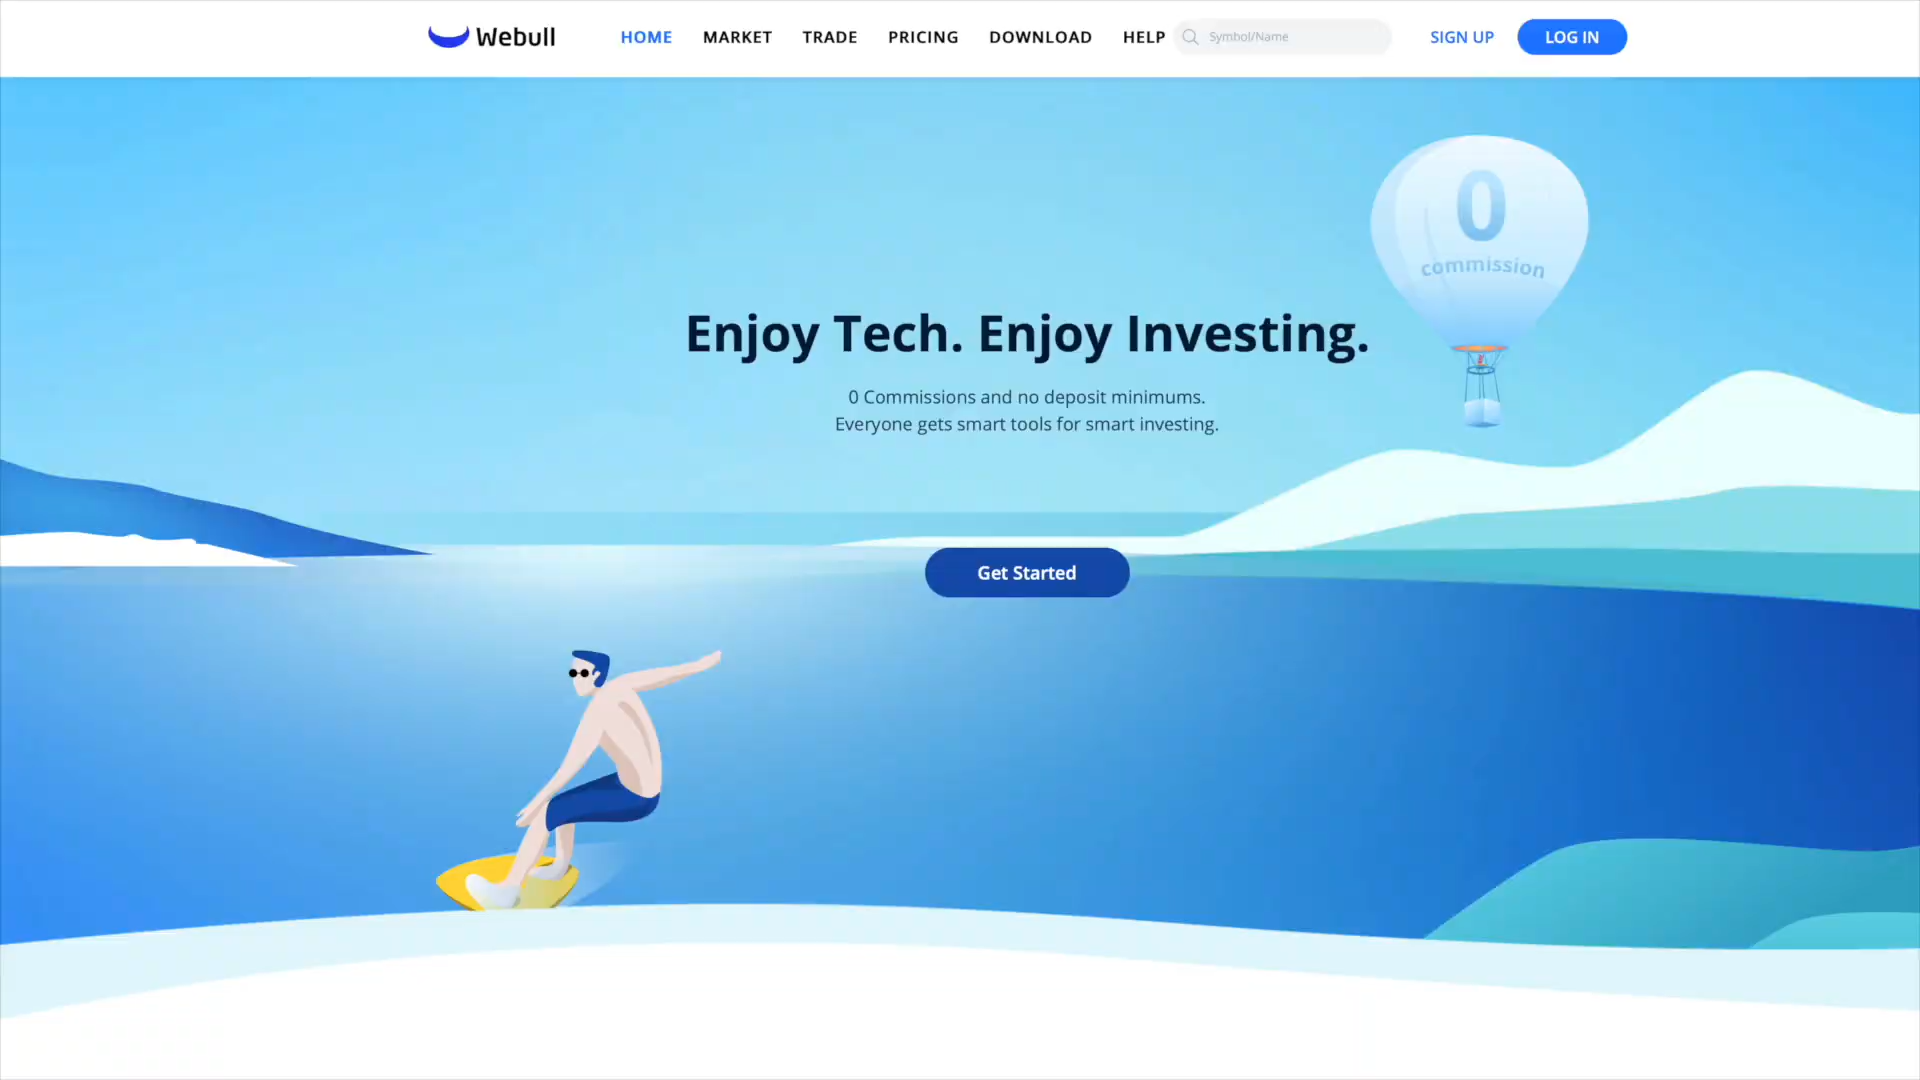 Webull
HOME MARKET TRADE PRICING DOWNLOAD HELP Symbol/Name SIGN UP LOG IN
0
commission
Enjoy Tech. Enjoy Investing.
0 Commissions and no deposit minimums.
Everyone gets smart tools for smart investing.
Get Started